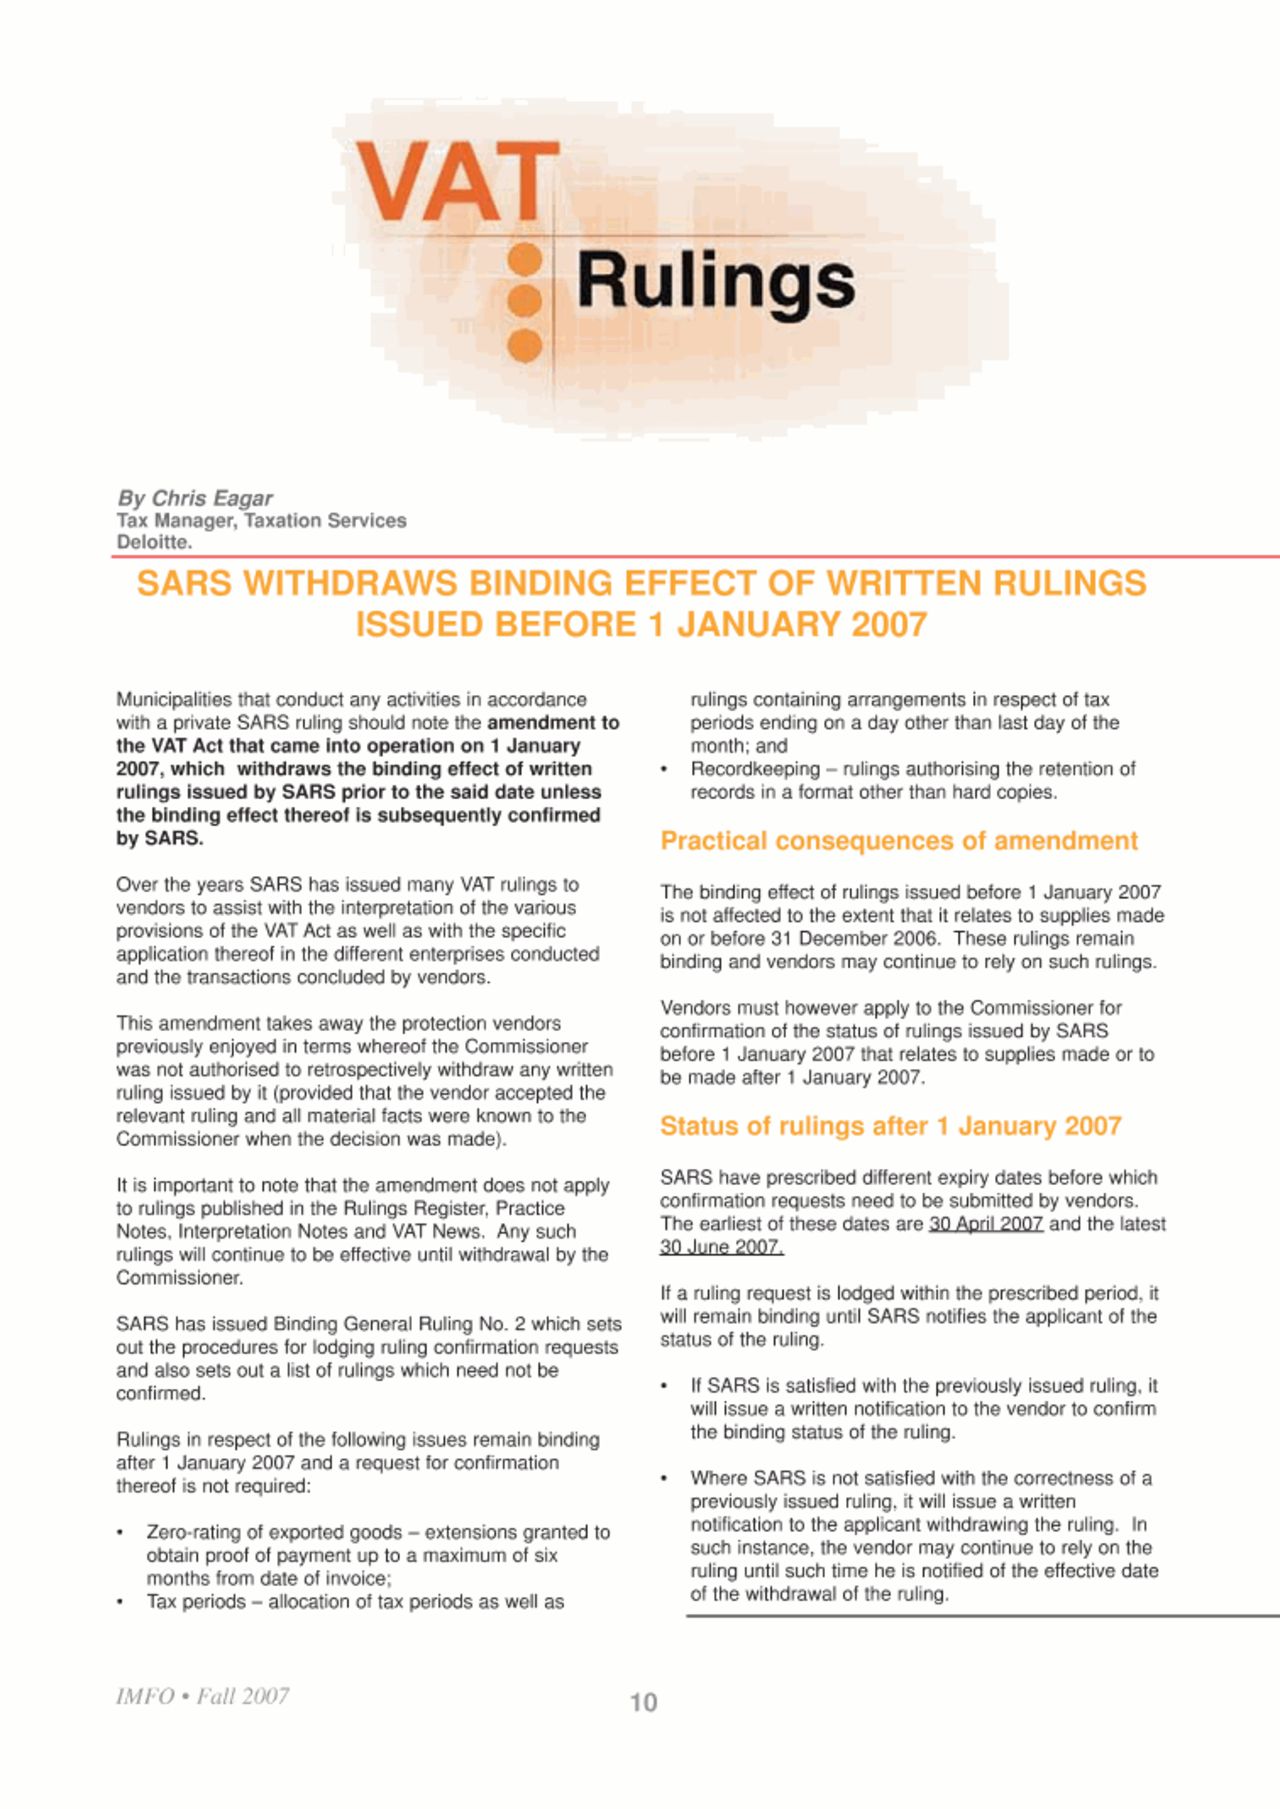 VAT
Rulings
By Chris Eagar
Tax Manager, Taxation Services
Deloitte.
SARS WITHDRAWS BINDING EFFECT OF WRITTEN RULINGS
ISSUED BEFORE 1 JANUARY 2007
Municipalities that conduct any activities in accordance
with a private SARS ruling should note the amendment to
the VAT Act that came into operation on 1 January
2007, which  withdraws the binding effect of written
rulings issued by SARS prior to the said date unless
the binding effect thereof is subsequently confirmed
by SARS.
Over the years SARS has issued many VAT rulings to
vendors to assist with the interpretation of the various
provisions of the VAT Act as well as with the specific
application thereof in the different enterprises conducted
and the transactions concluded by vendors.
This amendment takes away the protection vendors
previously enjoyed in terms whereof the Commissioner
was not authorised to retrospectively withdraw any written
ruling issued by it (provided that the vendor accepted the
relevant ruling and all material facts were known to the
Commissioner when the decision was made).
It is important to note that the amendment does not apply
to rulings published in the Rulings Register, Practice
Notes, Interpretation Notes and VAT News.  Any such
rulings will continue to be effective until withdrawal by the
Commissioner.
SARS has issued Binding General Ruling No. 2 which sets
out the procedures for lodging ruling confirmation requests
and also sets out a list of rulings which need not be
confirmed.
Rulings in respect of the following issues remain binding
after 1 January 2007 and a request for confirmation
thereof is not required:
• Zero-rating of exported goods – extensions granted to
obtain proof of payment up to a maximum of six
months from date of invoice;
• Tax periods – allocation of tax periods as well as
rulings containing arrangements in respect of tax
periods ending on a day other than last day of the
month; and
• Recordkeeping – rulings authorising the retention of
records in a format other than hard copies.
Practical consequences of amendment
The binding effect of rulings issued before 1 January 2007
is not affected to the extent that it relates to supplies made
on or before 31 December 2006.  These rulings remain
binding and vendors may continue to rely on such rulings.
Vendors must however apply to the Commissioner for
confirmation of the status of rulings issued by SARS
before 1 January 2007 that relates to supplies made or to
be made after 1 January 2007.
Status of rulings after 1 January 2007
SARS have prescribed different expiry dates before which
confirmation requests need to be submitted by vendors.
The earliest of these dates are 30 April 2007 and the latest
30 June 2007.
If a ruling request is lodged within the prescribed period, it
will remain binding until SARS notifies the applicant of the
status of the ruling.
• If SARS is satisfied with the previously issued ruling, it
will issue a written notification to the vendor to confirm
the binding status of the ruling.
• Where SARS is not satisfied with the correctness of a
previously issued ruling, it will issue a written
notification to the applicant withdrawing the ruling.  In
such instance, the vendor may continue to rely on the
ruling until such time he is notified of the effective date
of the withdrawal of the ruling.
IMFO • Fall 2007
10